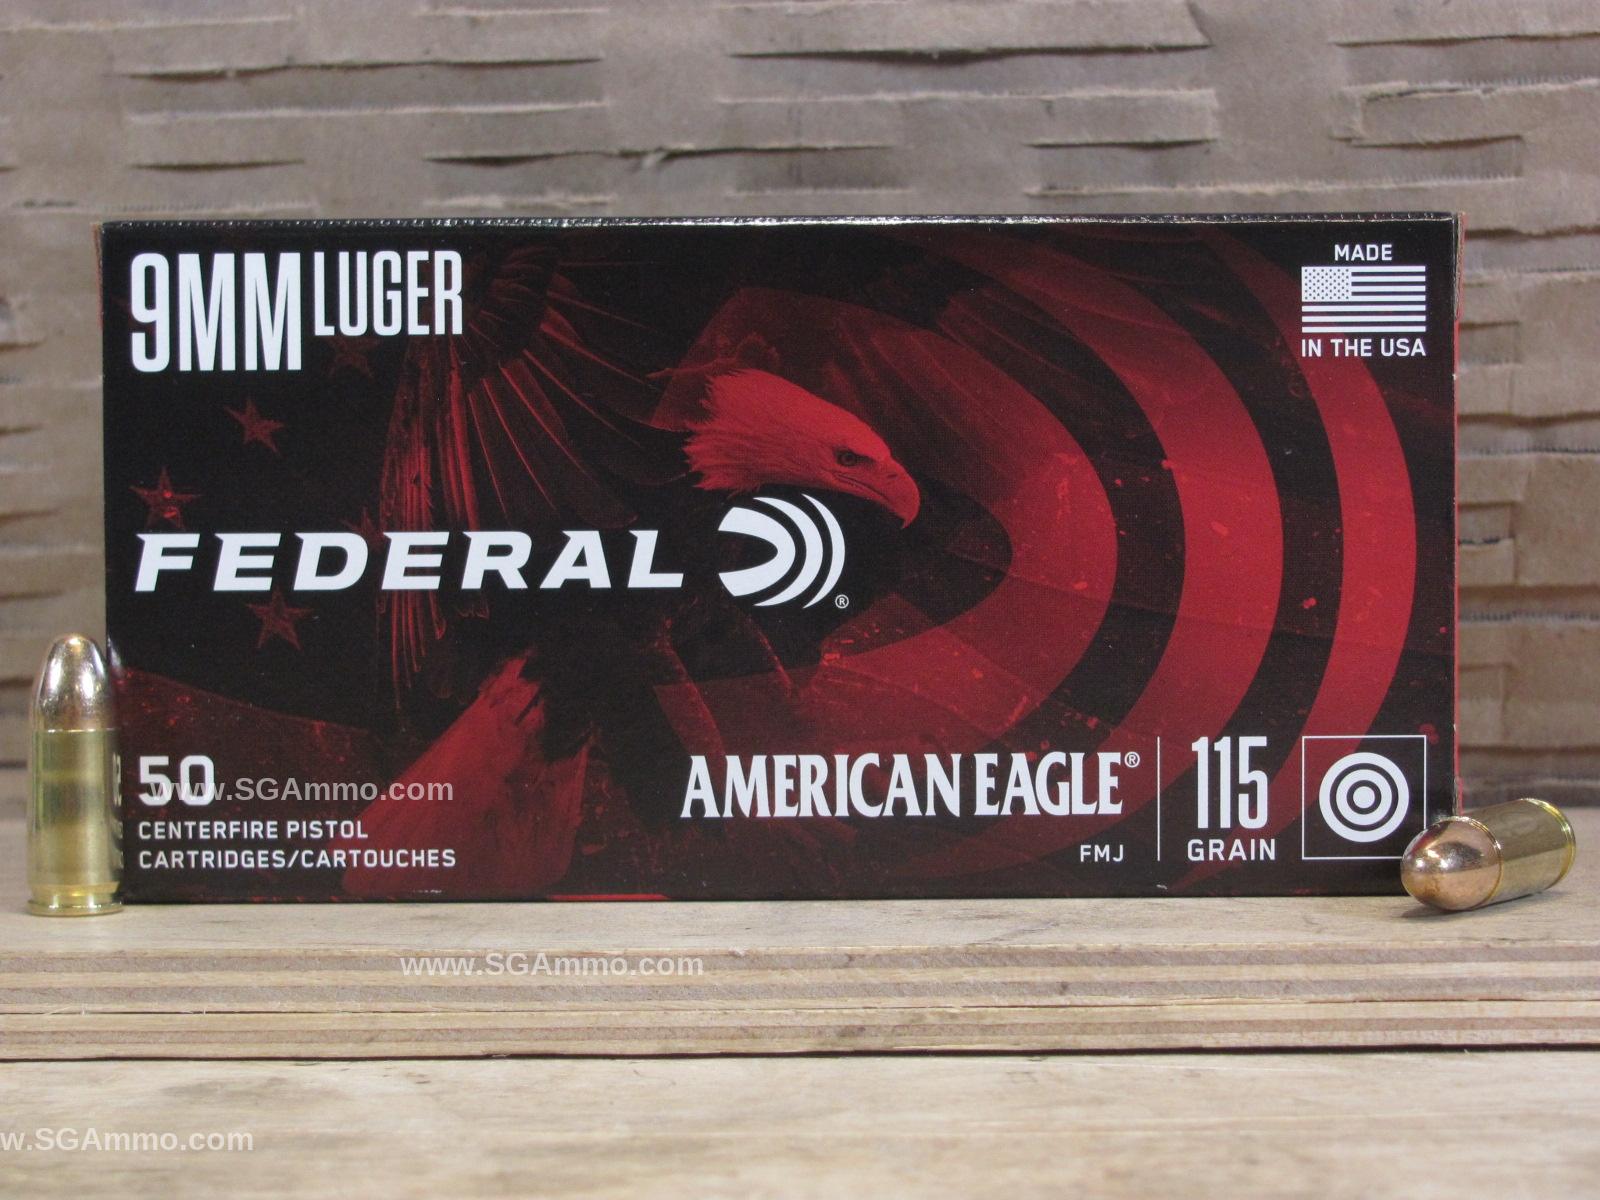 9MM LUGER
MADE
IN THE USA
FEDERAL ®
50
CENTERFIRE PISTOL
CARTRIDGES/CARTOUCHES
AMERICAN EAGLE®
FMJ
115
GRAIN
www.SGAmmo.com
www.SGAmmo.com
w.SGAmmo.com